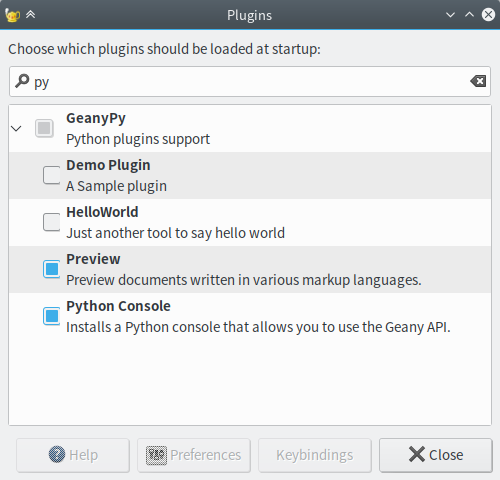 Plugins
Choose which plugins should be loaded at startup:
py
GeanyPy
Python plugins support
Demo Plugin
A Sample plugin
HelloWorld
Just another tool to say hello world
Preview
Preview documents written in various markup languages.
Python Console
Installs a Python console that allows you to use the Geany API.
Help
Preferences
Keybindings
Close